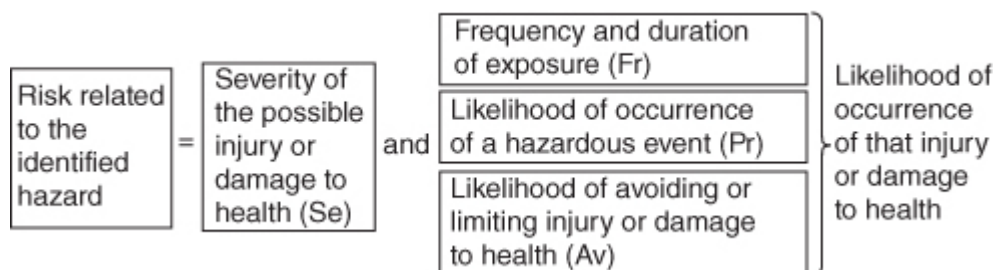 Risk related
to the
identified
hazard
=
Severity of
the possible
injury or
damage to
health (Se)
and
Frequency and duration
of exposure (Fr)
Likelihood of occurrence
of a hazardous event (Pr)
Likelihood of avoiding or
limiting injury or damage
to health (Av)
Likelihood of
occurrence
of that injury
or damage
to health